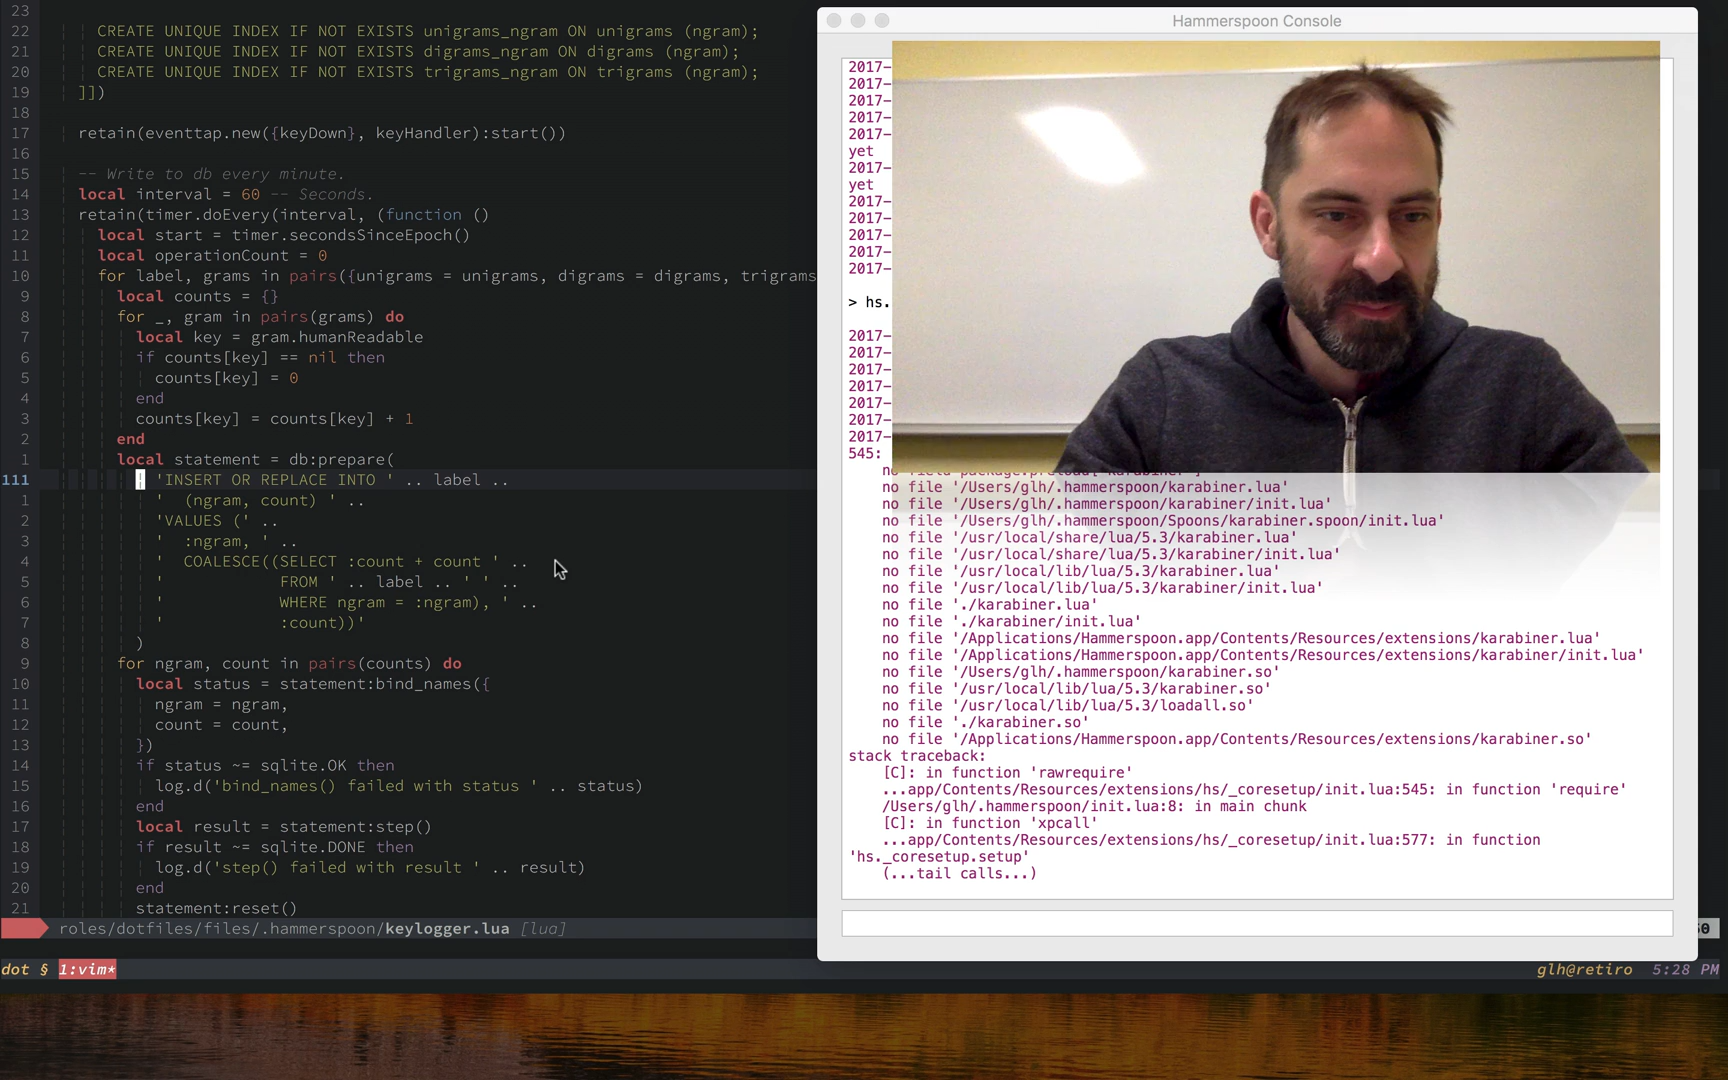 23
22 CREATE UNIQUE INDEX IF NOT EXISTS unigrams_ngram ON unigrams (ngram);
21 CREATE UNIQUE INDEX IF NOT EXISTS digrams_ngram ON digrams (ngram);
20 CREATE UNIQUE INDEX IF NOT EXISTS trigrams_ngram ON trigrams (ngram);
19 ]])
18
17 retain(eventtap.new({keyDown}, keyHandler):start())
16
15 -- Write to db every minute.
14 local interval = 60 -- Seconds.
13 retain(timer.doEvery(interval, (function ()
12 local start = timer.secondsSinceEpoch()
11 local operationCount = 0
10 for label, grams in pairs({unigrams = unigrams, digrams = digrams, trigrams
9 local counts = {}
8 for _, gram in pairs(grams) do
7 local key = gram.humanReadable
6 if counts[key] == nil then
5 counts[key] = 0
4 end
3 counts[key] = counts[key] + 1
2 end
1 local statement = db:prepare(
111 'INSERT OR REPLACE INTO ' .. label ..
1 ' (ngram, count) ' ..
2 'VALUES (' ..
3 ' :ngram, ' ..
4 ' COALESCE((SELECT :count + count ' ..
5 ' FROM ' .. label .. ' ' ..
6 ' WHERE ngram = :ngram), ' ..
7 ' :count))'
8 )
9 for ngram, count in pairs(counts) do
10 local status = statement:bind_names({
11 ngram = ngram,
12 count = count,
13 })
14 if status ~= sqlite.OK then
15 log.d('bind_names() failed with status ' .. status)
16 end
17 local result = statement:step()
18 if result ~= sqlite.DONE then
19 log.d('step() failed with result ' .. result)
20 end
21 statement:reset()
roles/dotfiles/files/.hammerspoon/keylogger.lua [lua]
dot § 1:vim*
Hammerspoon Console
2017-
2017-
2017-
2017-
2017-
yet
2017-
yet
2017-
2017-
2017-
2017-
2017-
> hs.
2017-
2017-
2017-
2017-
2017-
2017-
2017-
545:
no field package.preload['karabiner']
no file '/Users/glh/.hammerspoon/karabiner.lua'
no file '/Users/glh/.hammerspoon/karabiner/init.lua'
no file '/Users/glh/.hammerspoon/Spoons/karabiner.spoon/init.lua'
no file '/usr/local/share/lua/5.3/karabiner.lua'
no file '/usr/local/share/lua/5.3/karabiner/init.lua'
no file '/usr/local/lib/lua/5.3/karabiner.lua'
no file '/usr/local/lib/lua/5.3/karabiner/init.lua'
no file './karabiner.lua'
no file './karabiner/init.lua'
no file '/Applications/Hammerspoon.app/Contents/Resources/extensions/karabiner.lua'
no file '/Applications/Hammerspoon.app/Contents/Resources/extensions/karabiner/init.lua'
no file '/Users/glh/.hammerspoon/karabiner.so'
no file '/usr/local/lib/lua/5.3/karabiner.so'
no file '/usr/local/lib/lua/5.3/loadall.so'
no file './karabiner.so'
no file '/Applications/Hammerspoon.app/Contents/Resources/extensions/karabiner.so'
stack traceback:
[C]: in function 'rawrequire'
...app/Contents/Resources/extensions/hs/_coresetup/init.lua:545: in function 'require'
/Users/glh/.hammerspoon/init.lua:8: in main chunk
[C]: in function 'xpcall'
...app/Contents/Resources/extensions/hs/_coresetup/init.lua:577: in function
'hs._coresetup.setup'
(...tail calls...)
glh@retiro 5:28 PM